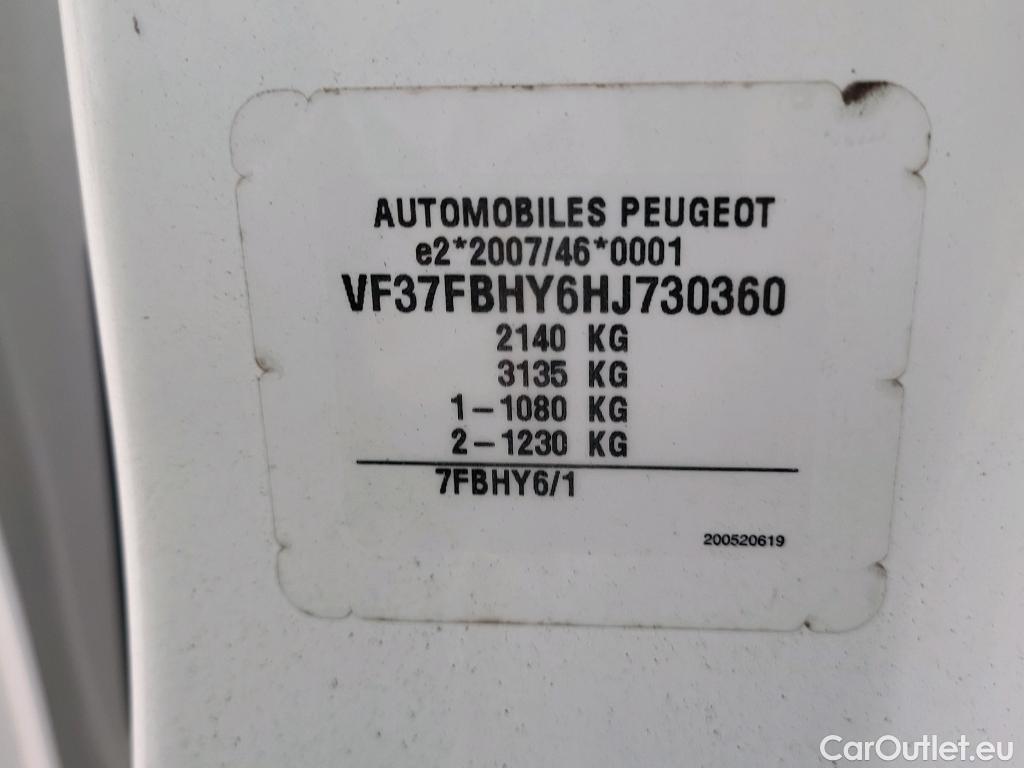 AUTOMOBILES PEUGEOT
e2*2007/46*0001
VF37FBHY6HJ730360
2140 KG
3135 KG
1-1080 KG
2-1230 KG
7FBHY6/1
200520619
CarOutlet.eu